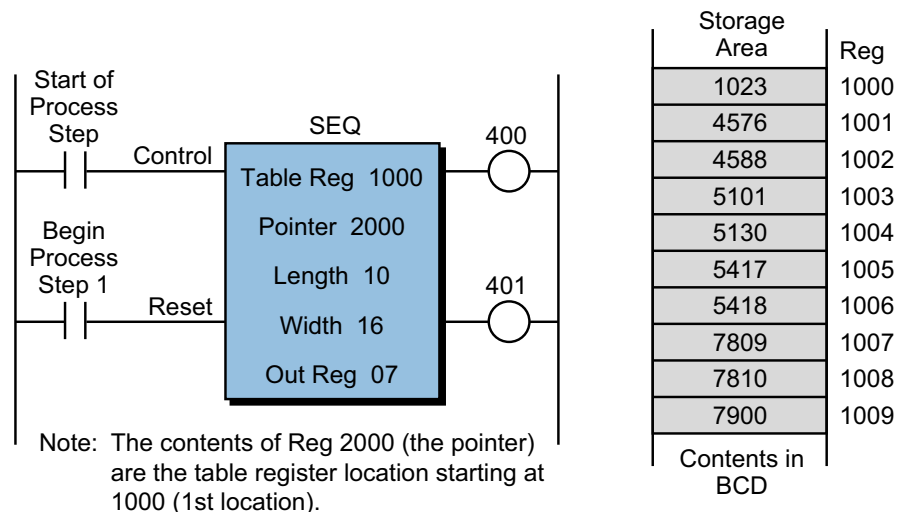 Start of
Process
Step
Control
SEQ
400
Table Reg 1000
Pointer 2000
Length 10
Width 16
Out Reg 07
Begin
Process
Step 1
Reset
401
Note: The contents of Reg 2000 (the pointer)
are the table register location starting at
1000 (1st location).
Storage
Area
Reg
1023 1000
4576 1001
4588 1002
5101 1003
5130 1004
5417 1005
5418 1006
7809 1007
7810 1008
7900 1009
Contents in
BCD